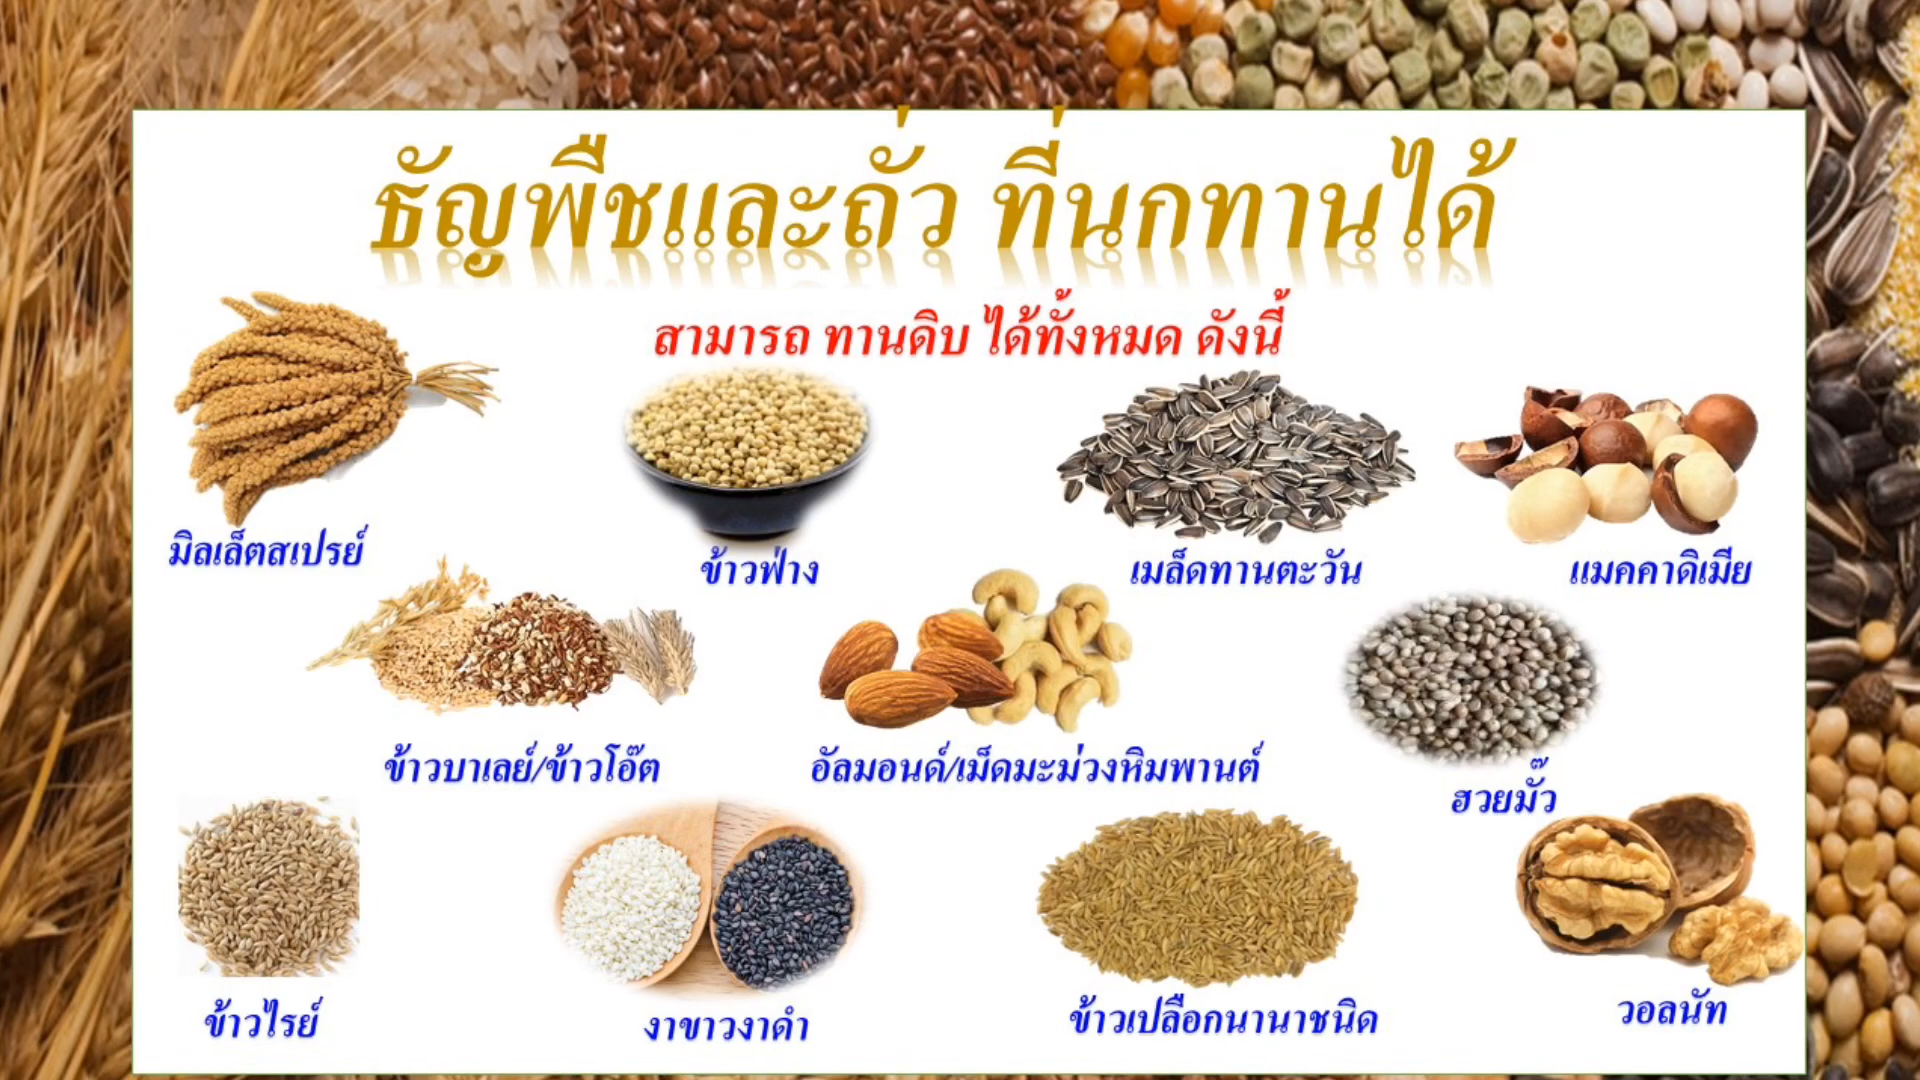 ธัญพืชและถั่ว ที่นกทานได้
สามารถ ทานดิบ ได้ทั้งหมด ดังนี้
มิลเล็ตสเปรย์
ข้าวฟ่าง
เมล็ดทานตะวัน
แมคคาดิเมีย
ข้าวบาเลย์/ข้าวโอ๊ต
อัลมอนด์/เม็ดมะม่วงหิมพานต์
ฮวยมั๊ว
ข้าวไรย์
งาขาวงาดำ
ข้าวเปลือกนานาชนิด
วอลนัท